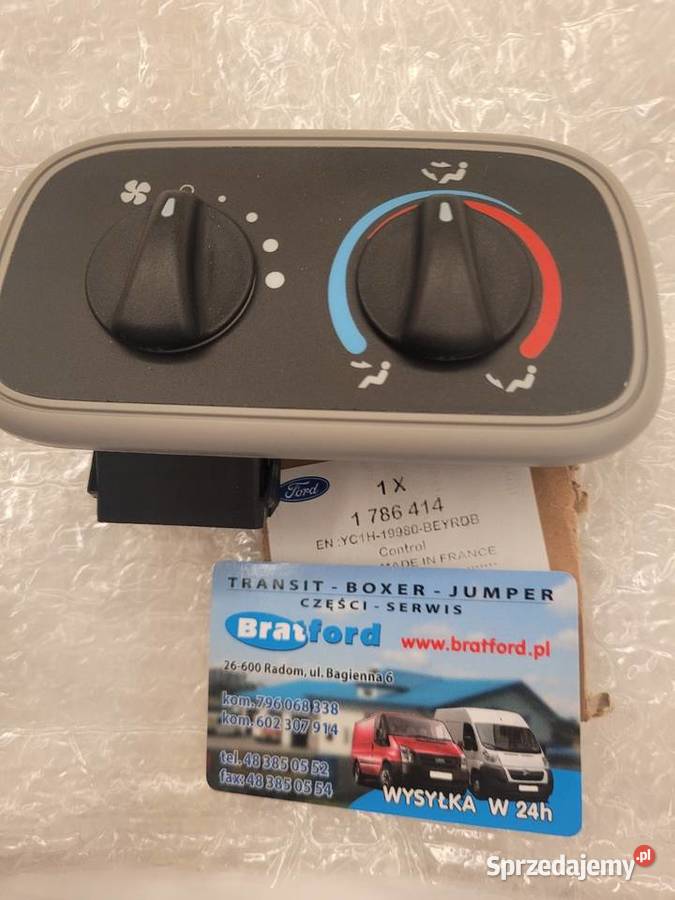 Ford
1 X
1 786 414
EN :YC1H-19980-BEYRDB
Control
MADE IN FRANCE
TRANSIT - BOXER - JUMPER
CZĘŚCI - SERWIS
Bratford www.bratford.pl
26-600 Radom, ul. Bagienna 6
kom. 796 068 338
kom. 602 307 914
tel. 48 385 05 52
fax: 48 385 05 54
WYSYŁKA W 24h
Sprzedajemy.pl